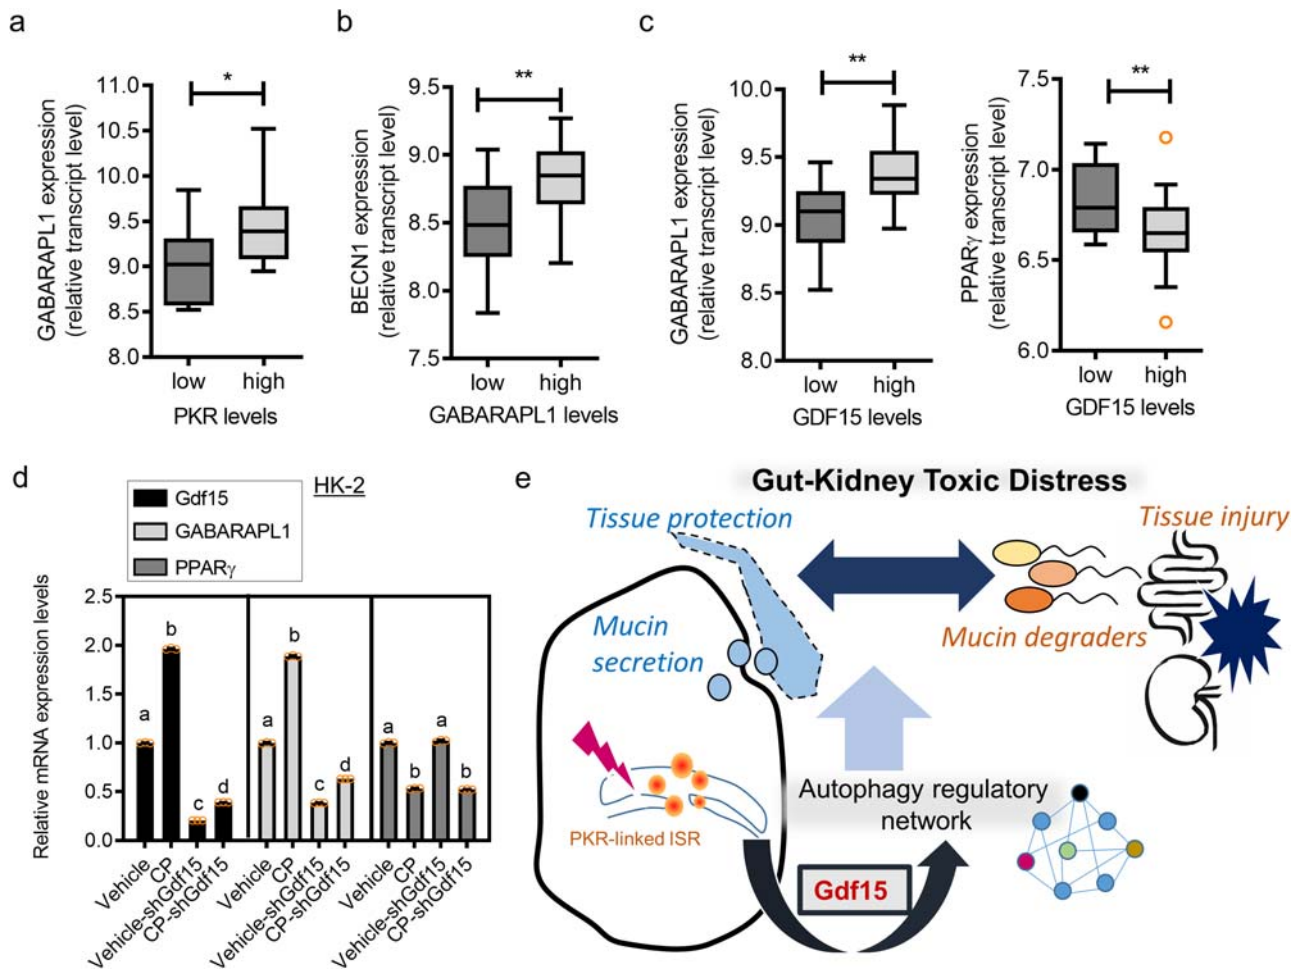 a
GABARAPL1 expression
(relative transcript level)
11.0
10.5
10.0
9.5
9.0
8.5
8.0
*
low
high
PKR levels
b
BECN1 expression
(relative transcript level)
9.5
9.0
8.5
8.0
7.5
**
low
high
GABARAPL1 levels
c
GABARAPL1 expression
(relative transcript level)
10.0
9.5
9.0
8.5
8.0
**
low
high
GDF15 levels
PPARγ expression
(relative transcript level)
7.5
7.0
6.5
6.0
**
low
high
GDF15 levels
d
Gdf15
GABARAPL1
PPARγ
HK-2
Relative mRNA expression levels
2.5
2.0
1.5
1.0
0.5
0.0
a
b
c
d
a
b
c
d
a
b
a
b
Vehicle
CP
Vehicle-shGdf15
CP-shGdf15
Vehicle
CP
Vehicle-shGdf15
CP-shGdf15
Vehicle
CP
Vehicle-shGdf15
CP-shGdf15
e
Gut-Kidney Toxic Distress
Tissue protection
Tissue injury
Mucin
secretion
Mucin degraders
PKR-linked ISR
Autophagy regulatory
network
Gdf15